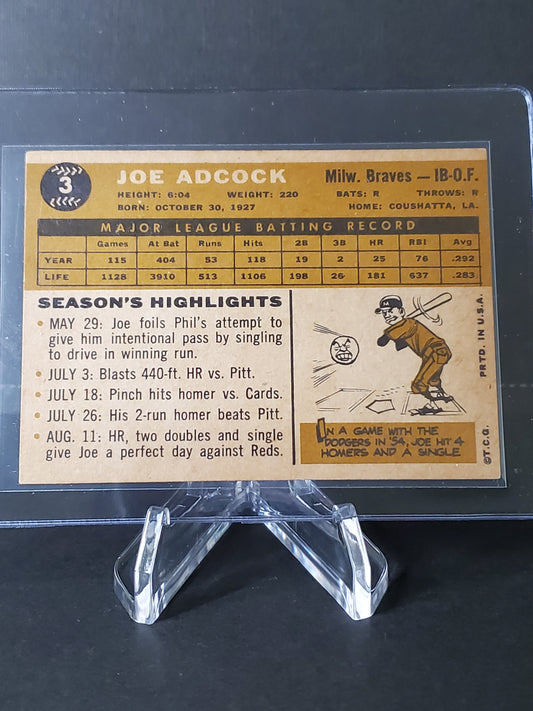 3
JOE ADCOCK
Milw. Braves — 1B-O.F.
HEIGHT: 6:04 WEIGHT: 220 BATS: R THROWS: R
BORN: OCTOBER 30, 1927 HOME: COUSHATTA, LA.
MAJOR LEAGUE BATTING RECORD
Games At Bat Runs Hits 2B 3B HR RBI Avg
YEAR 115 404 53 118 19 2 25 76 .292
LIFE 1128 3910 513 1106 198 26 181 637 .283
SEASON'S HIGHLIGHTS
• MAY 29: Joe foils Phil's attempt to
give him intentional pass by singling
to drive in winning run.
• JULY 3: Blasts 440-ft. HR vs. Pitt.
• JULY 18: Pinch hits homer vs. Cards.
• JULY 26: His 2-run homer beats Pitt.
• AUG. 11: HR, two doubles and single
give Joe a perfect day against Reds.
IN A GAME WITH THE
DODGERS IN '54, JOE HIT 4
HOMERS AND A SINGLE
©T.C.G. PRTD. IN U.S.A.